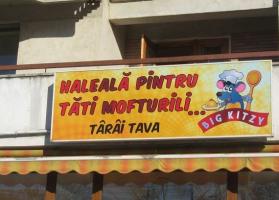 HALEALĂ PINTRU
TĂTI MOFTURILI...
TÂRÂI TAVA
BIG KITZY